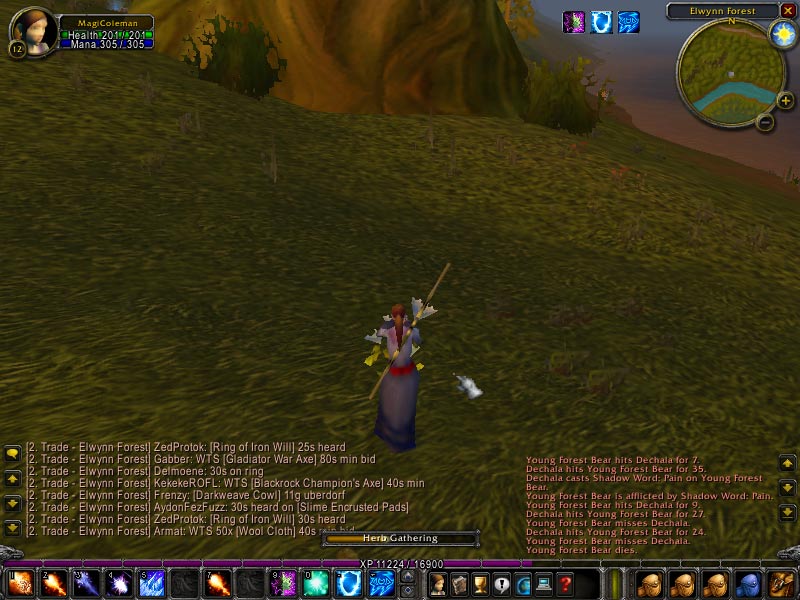 MagiColeman
Health 201 / 201
Mana 305 / 305
12
Elwynn Forest
N
[2. Trade - Elwynn Forest] ZedProtok: [Ring of Iron Will] 25s heard
[2. Trade - Elwynn Forest] Gabber: WTS [Gladiator War Axe] 80s min bid
[2. Trade - Elwynn Forest] Delmoene: 30s on ring
[2. Trade - Elwynn Forest] KekekeROFL: WTS [Blackrock Champion's Axe] 40s min
[2. Trade - Elwynn Forest] Frenzy: [Darkweave Cowl] 11g uberdorf
[2. Trade - Elwynn Forest] AydonFezFuzz: 30s heard on [Slime Encrusted Pads]
[2. Trade - Elwynn Forest] ZedProtok: [Ring of Iron Will] 30s heard
[2. Trade - Elwynn Forest] Armat: WTS 50x [Wool Cloth] 40s min bid
Young Forest Bear hits Dechala for 7.
Dechala hits Young Forest Bear for 35.
Dechala casts Shadow Word: Pain on Young Forest
Bear.
Young Forest Bear is afflicted by Shadow Word: Pain.
Young Forest Bear hits Dechala for 9.
Dechala hits Young Forest Bear for 27.
Young Forest Bear misses Dechala.
Dechala hits Young Forest Bear for 24.
Young Forest Bear misses Dechala.
Young Forest Bear dies.
Herb Gathering
XP 11224 / 16900